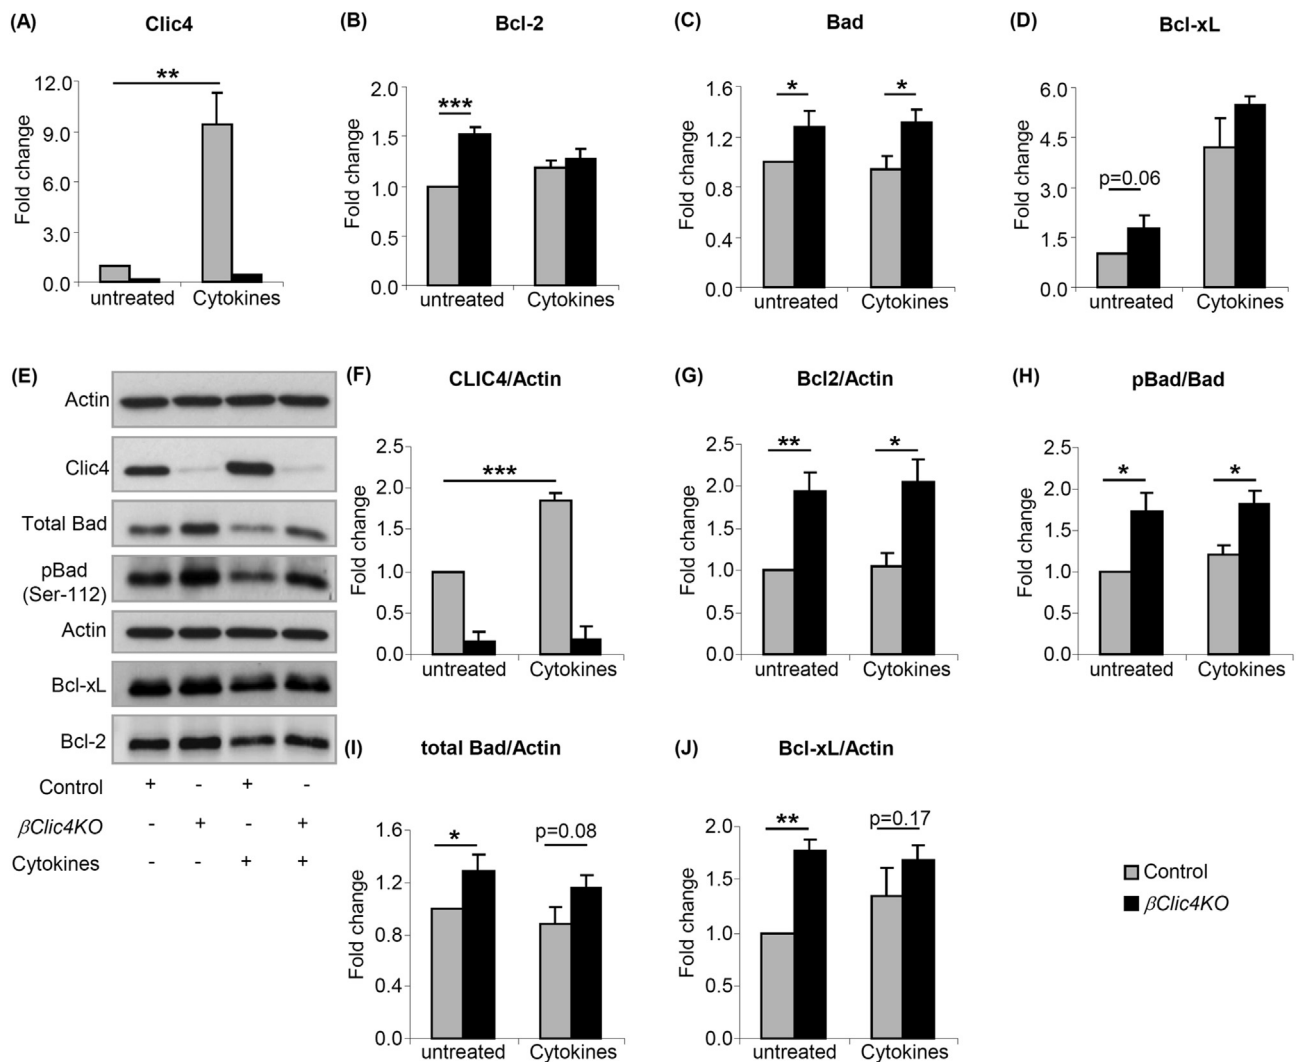 (A) Clic4
Fold change
12.0
9.0
6.0
3.0
0.0
**
untreated Cytokines
(B) Bcl-2
Fold change
2.0
1.5
1.0
0.5
0.0
***
untreated Cytokines
(C) Bad
Fold change
1.6
1.2
0.8
0.4
0.0
* *
untreated Cytokines
(D) Bcl-xL
Fold change
6.0
4.5
3.0
1.5
0.0
p=0.06
untreated Cytokines
(E)
Actin
Clic4
Total Bad
pBad
(Ser-112)
Actin
Bcl-xL
Bcl-2
Control + - + -
βClic4KO - + - +
Cytokines - - + +
(F) CLIC4/Actin
Fold change
2.5
2.0
1.5
1.0
0.5
0.0
***
untreated Cytokines
(G) Bcl2/Actin
Fold change
2.5
2.0
1.5
1.0
0.5
0.0
** *
untreated Cytokines
(H) pBad/Bad
Fold change
2.5
2.0
1.5
1.0
0.5
0.0
* *
untreated Cytokines
(I) total Bad/Actin
Fold change
1.6
1.2
0.8
0.4
0.0
* p=0.08
untreated Cytokines
(J) Bcl-xL/Actin
Fold change
2.0
1.5
1.0
0.5
0.0
** p=0.17
untreated Cytokines
Control
βClic4KO